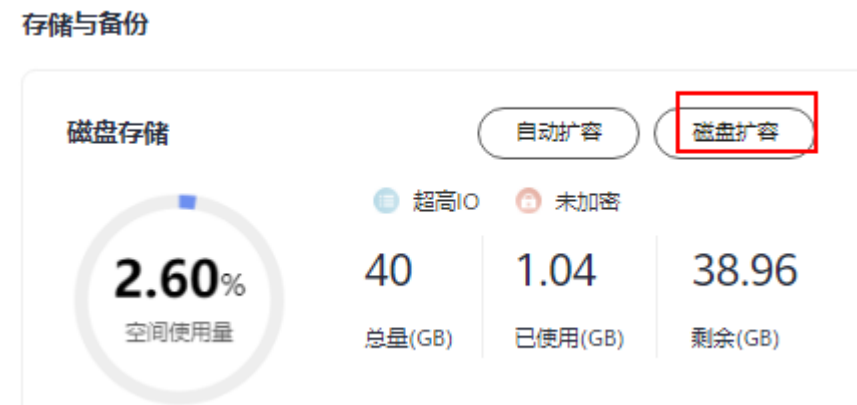 存储与备份
磁盘存储 自动扩容 磁盘扩容
超高IO 未加密
2.60% 40 1.04 38.96
空间使用量 总量(GB) 已使用(GB) 剩余(GB)